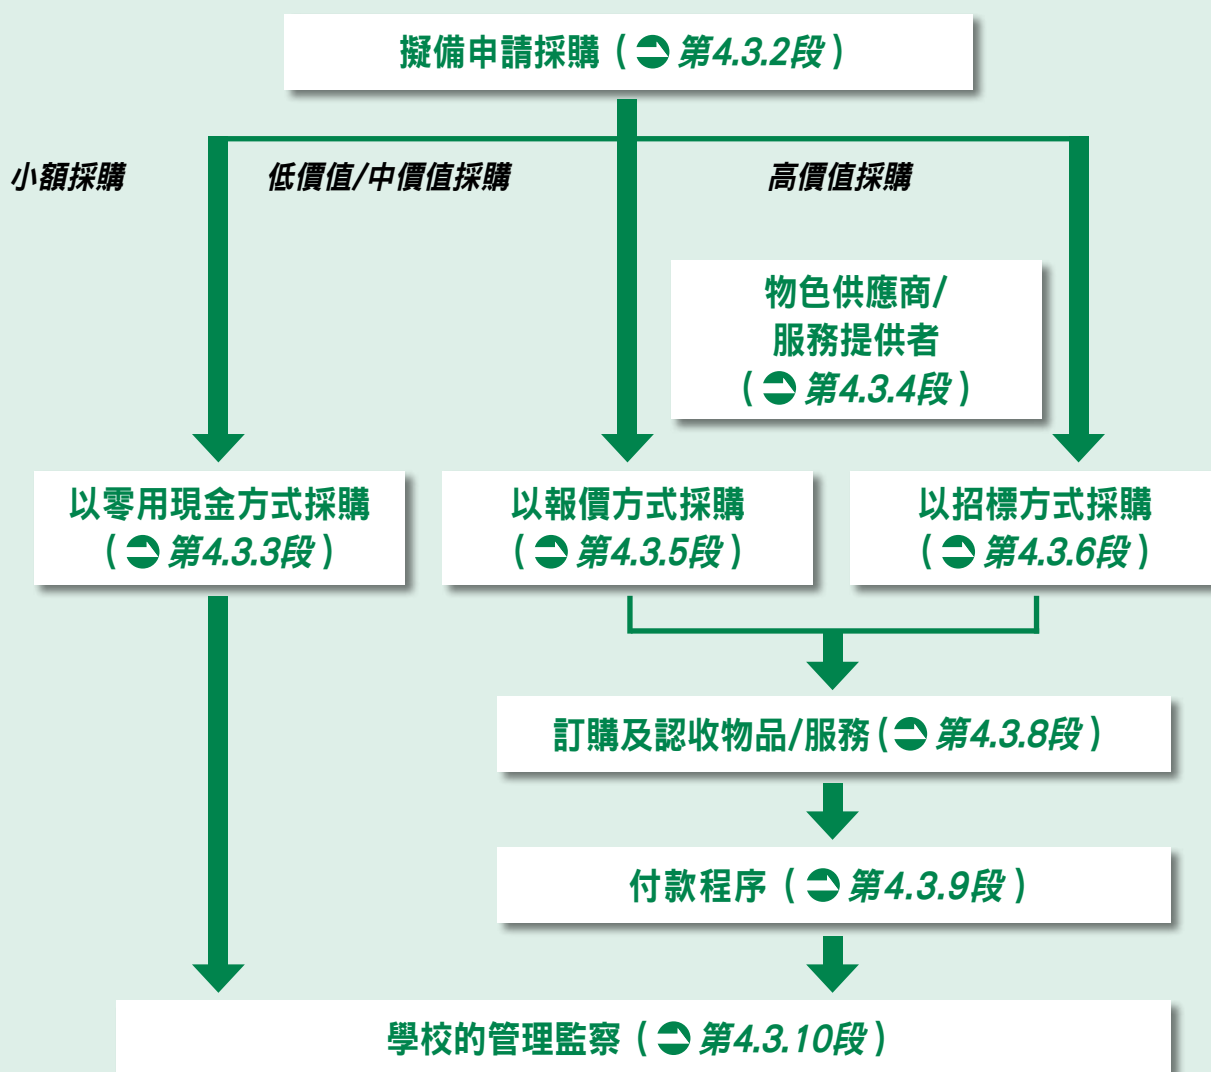 擬備申請採購 ( 第4.3.2段 )
小額採購
低價值/中價值採購
高價值採購
物色供應商/
服務提供者
( 第4.3.4段 )
以零用現金方式採購
( 第4.3.3段 )
以報價方式採購
( 第4.3.5段 )
以招標方式採購
( 第4.3.6段 )
訂購及認收物品/服務 ( 第4.3.8段 )
付款程序 ( 第4.3.9段 )
學校的管理監察 ( 第4.3.10段 )